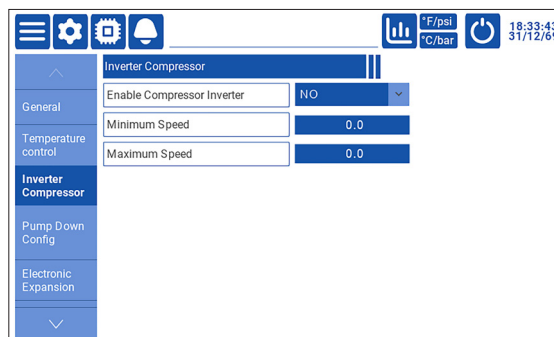 °F/psi
°C/bar
18:33:43
31/12/69
Inverter Compressor
General
Enable Compressor Inverter NO
Temperature
control
Minimum Speed 0.0
Maximum Speed 0.0
Inverter
Compressor
Pump Down
Config
Electronic
Expansion